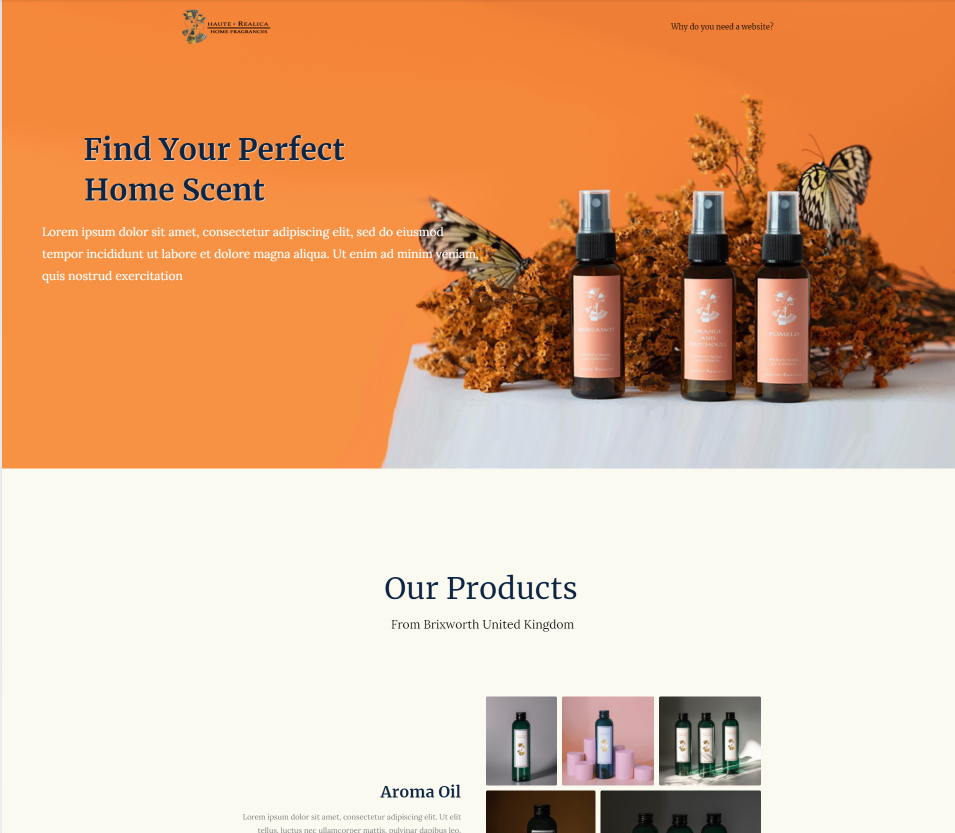 HAUTE + REALICA
HOME FRAGRANCES
Why do you need a website?
Find Your Perfect
Home Scent
Lorem ipsum dolor sit amet, consectetur adipiscing elit, sed do eiusmod
tempor incididunt ut labore et dolore magna aliqua. Ut enim ad minim veniam,
quis nostrud exercitation
BERGAMOT
ORANGE
AND
PATCHOULI
POMELO
Our Products
From Brixworth United Kingdom
Aroma Oil
Lorem ipsum dolor sit amet, consectetur adipiscing elit. Ut elit
tellus, luctus nec ullamcorper mattis, pulvinar dapibus leo.